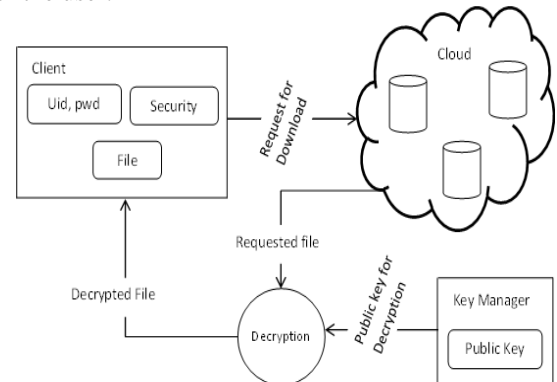 Client
Uid, pwd
Security
File
Request for
Download
Cloud
Requested file
Decrypted File
Decryption
Public key for
Decryption
Key Manager
Public Key